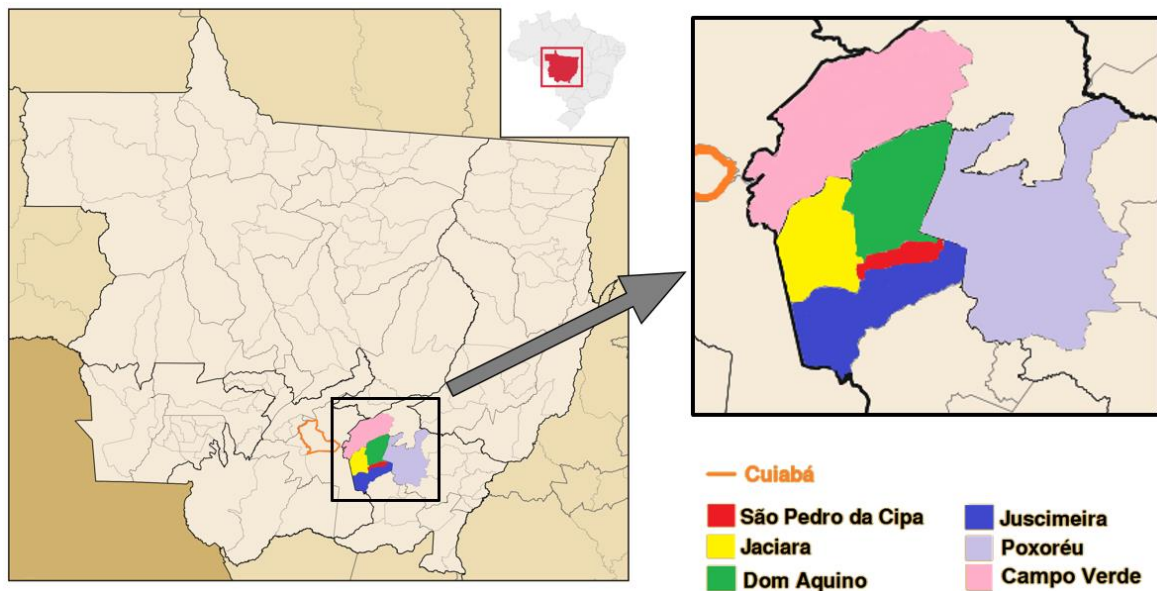 Cuiabá
São Pedro da Cipa
Jaciara
Dom Aquino
Juscimeira
Poxoréu
Campo Verde